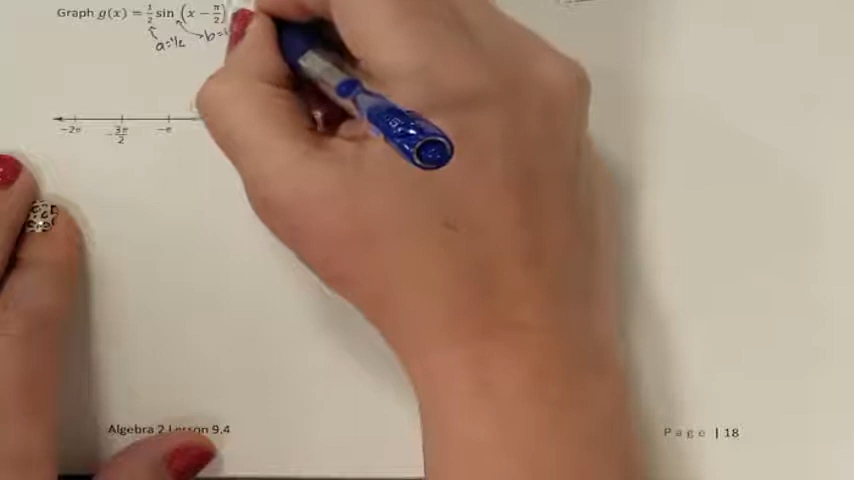 Graph g(x) = 1/2 sin (x − π/2)
a=1/2 b=
−2π −3π/2 −π
Algebra 2 Lesson 9.4
Page | 18